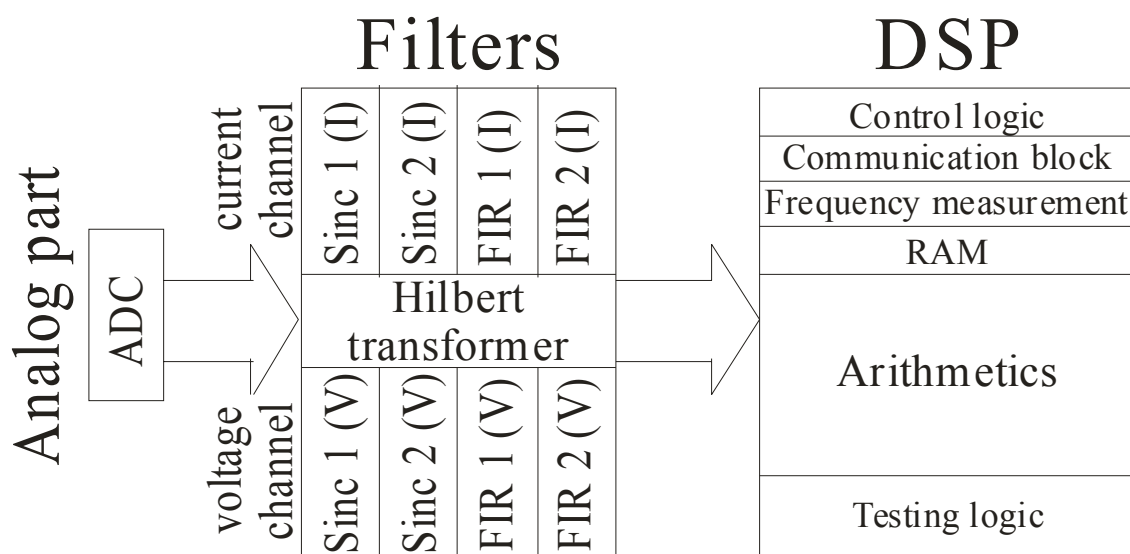 Filters
DSP
Analog part
ADC
current
channel
Sinc 1 (I)
Sinc 2 (I)
FIR 1 (I)
FIR 2 (I)
Hilbert
transformer
voltage
channel
Sinc 1 (V)
Sinc 2 (V)
FIR 1 (V)
FIR 2 (V)
Control logic
Communication block
Frequency measurement
RAM
Arithmetics
Testing logic